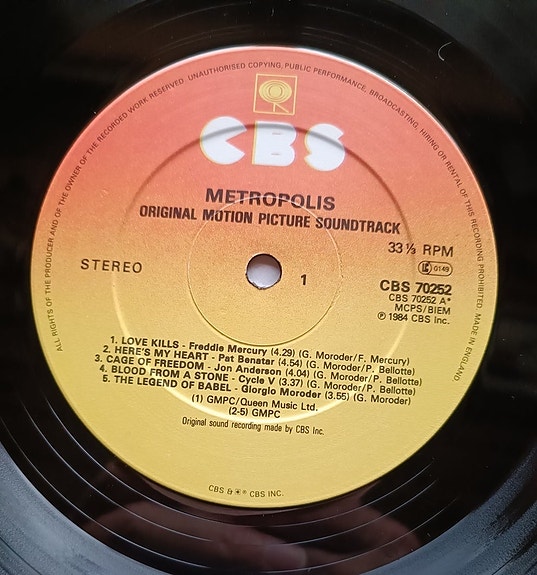 ALL RIGHTS OF THE PRODUCER AND OF THE OWNER OF THE RECORDED WORK RESERVED. UNAUTHORISED COPYING, PUBLIC PERFORMANCE, BROADCASTING, HIRING OR RENTAL OF THIS RECORDING PROHIBITED. MADE IN ENGLAND.
CBS
METROPOLIS
ORIGINAL MOTION PICTURE SOUNDTRACK
33⅓ RPM
STEREO
LC 0149
1
CBS 70252
CBS 70252 A*
MCPS/BIEM
℗ 1984 CBS Inc.
1. LOVE KILLS - Freddie Mercury (4.29) (G. Moroder/F. Mercury)
2. HERE'S MY HEART - Pat Benatar (4.54) (G. Moroder/P. Bellotte)
3. CAGE OF FREEDOM - Jon Anderson (4.04) (G. Moroder/P. Bellotte)
4. BLOOD FROM A STONE - Cycle V (3.37) (G. Moroder/P. Bellotte)
5. THE LEGEND OF BABEL - Giorgio Moroder (3.55) (G. Moroder)
(1) GMPC/Queen Music Ltd.
(2-5) GMPC
Original sound recording made by CBS Inc.
CBS & ® CBS INC.